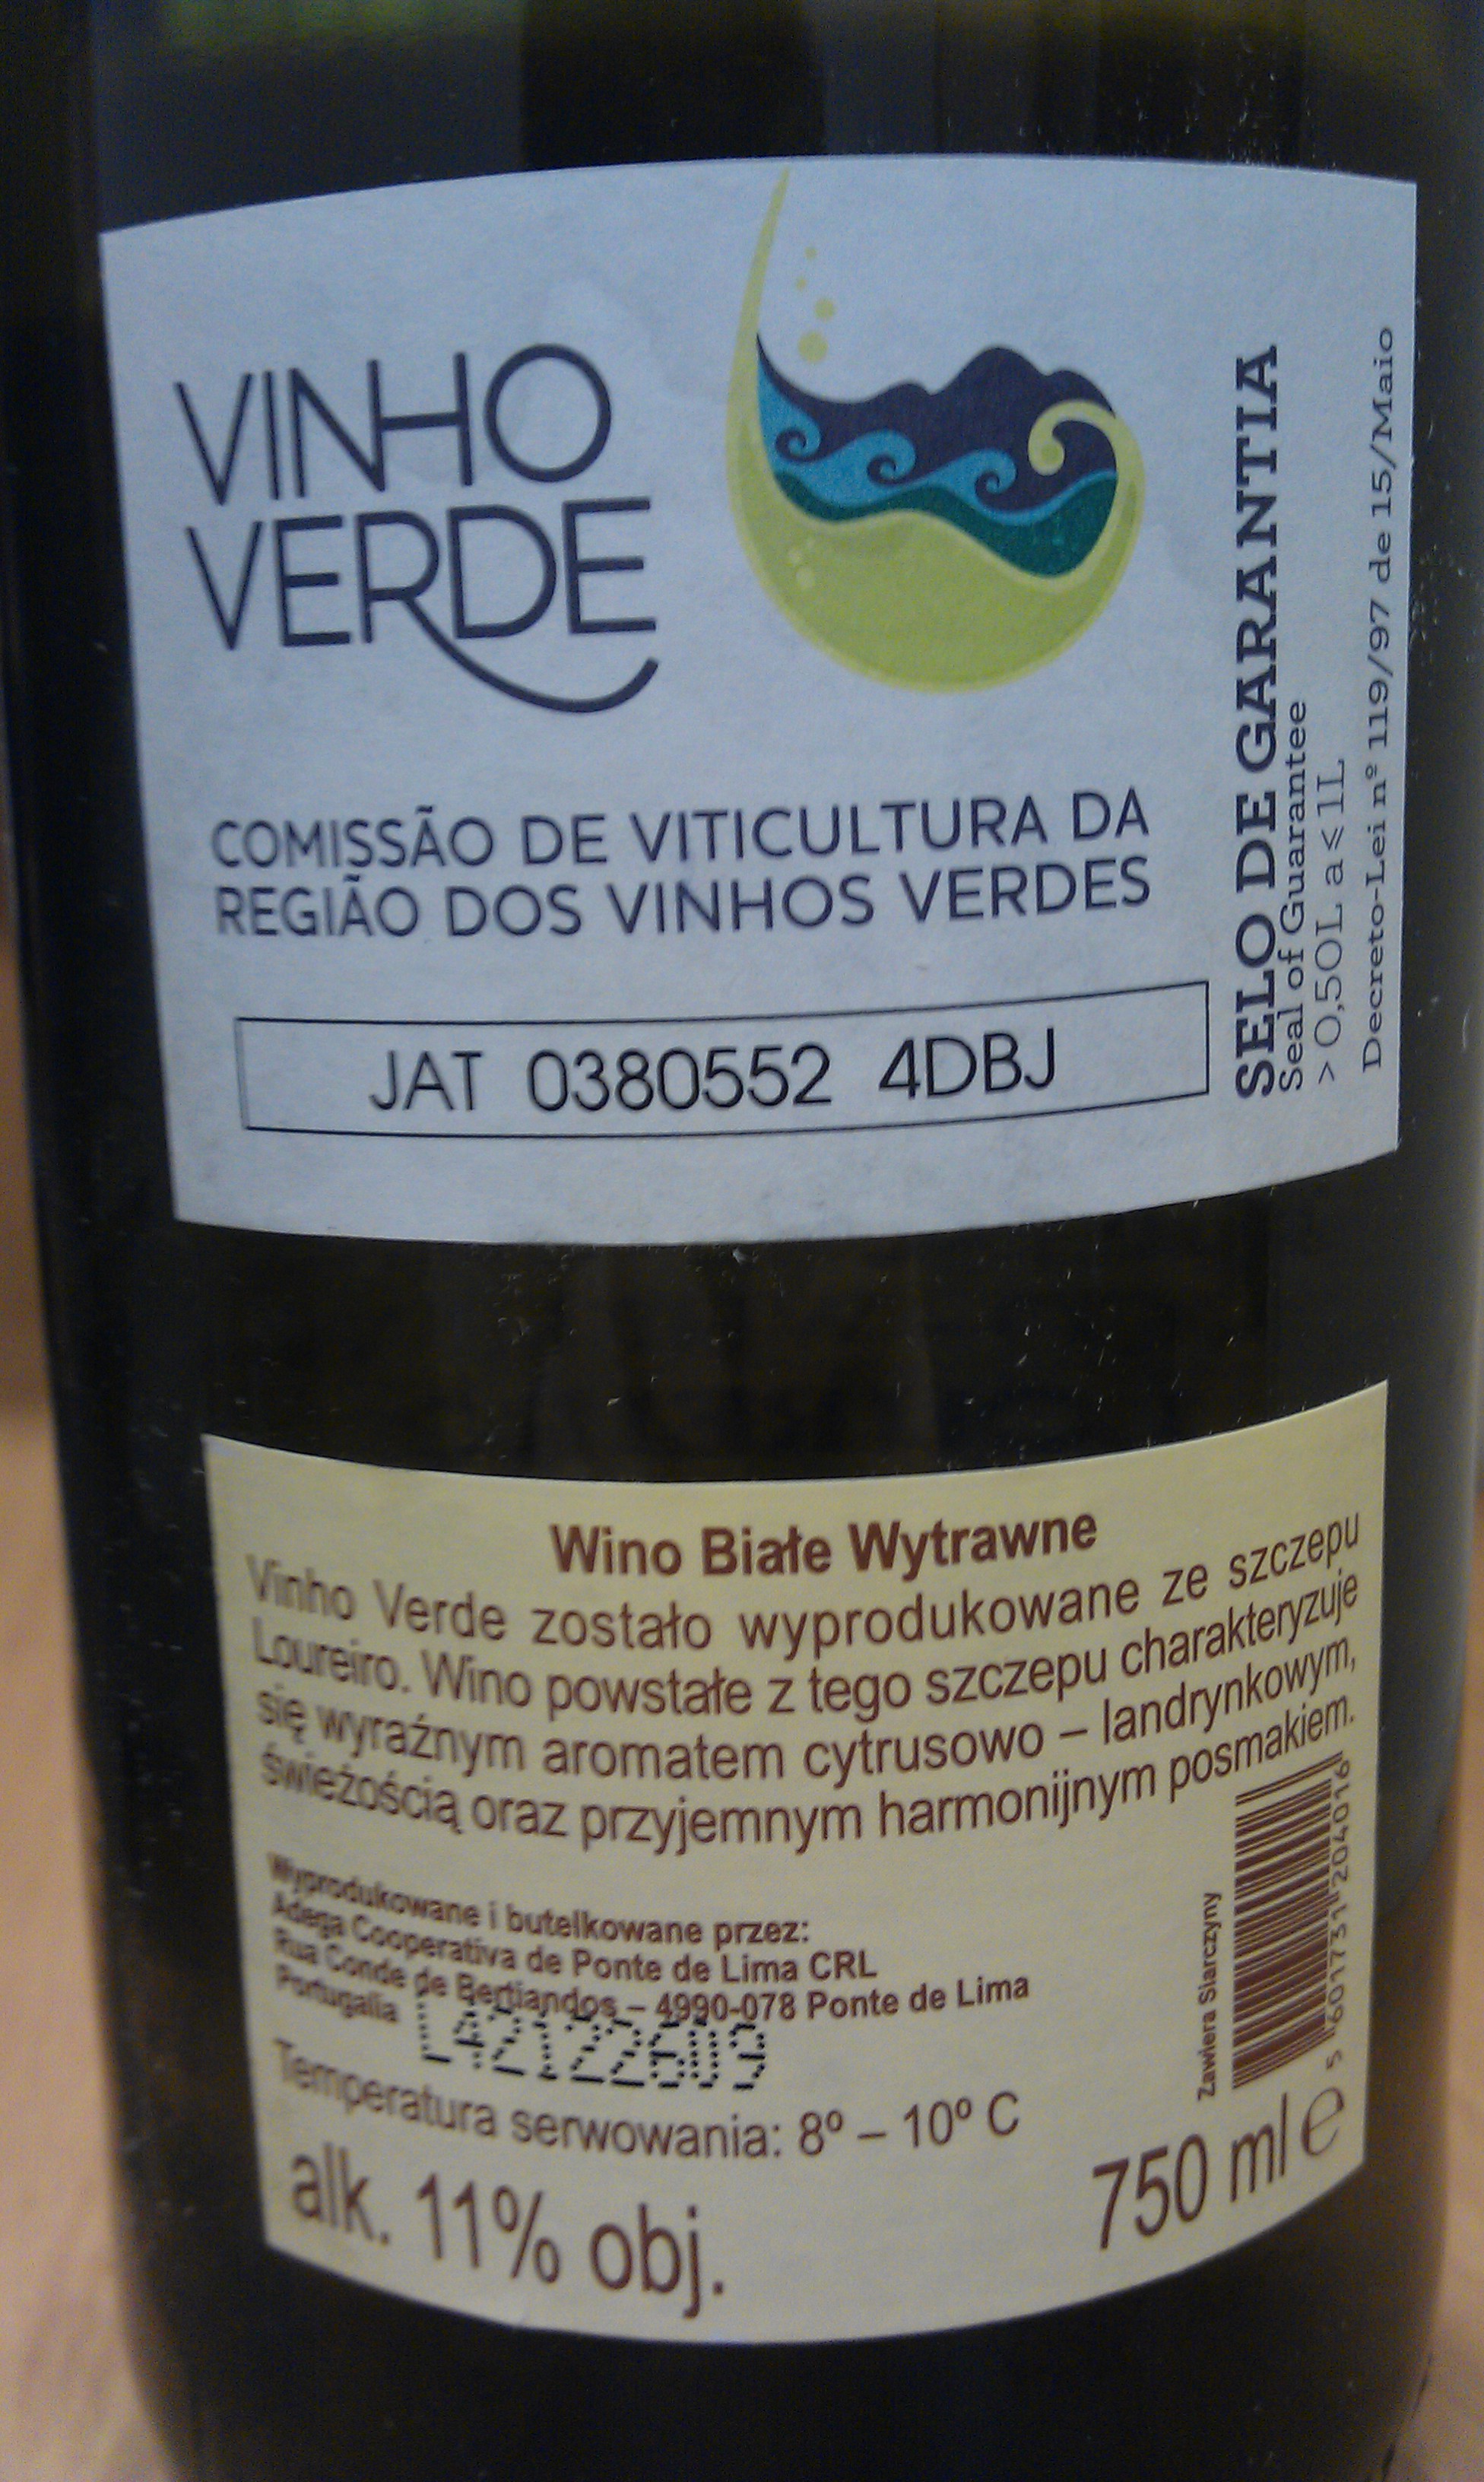 VINHO
VERDE
COMISSÃO DE VITICULTURA DA
REGIÃO DOS VINHOS VERDES
JAT 0380552 4DBJ
SELO DE GARANTIA
Seal of Guarantee
> 0,50L a ≤ 1L
Decreto-Lei nº 119/97 de 15/Maio
Wino Białe Wytrawne
Vinho Verde zostało wyprodukowane ze szczepu
Loureiro. Wino powstałe z tego szczepu charakteryzuje
się wyraźnym aromatem cytrusowo – landrynkowym,
świeżością oraz przyjemnym harmonijnym posmakiem.
Wyprodukowane i butelkowane przez:
Adega Cooperativa de Ponte de Lima CRL
Rua Conde de Bertiandos – 4990-078 Ponte de Lima
Portugalia
Temperatura serwowania: 8º – 10º C
alk. 11% obj.
Zawiera Siarczyny
5 601731 204016
750 ml e